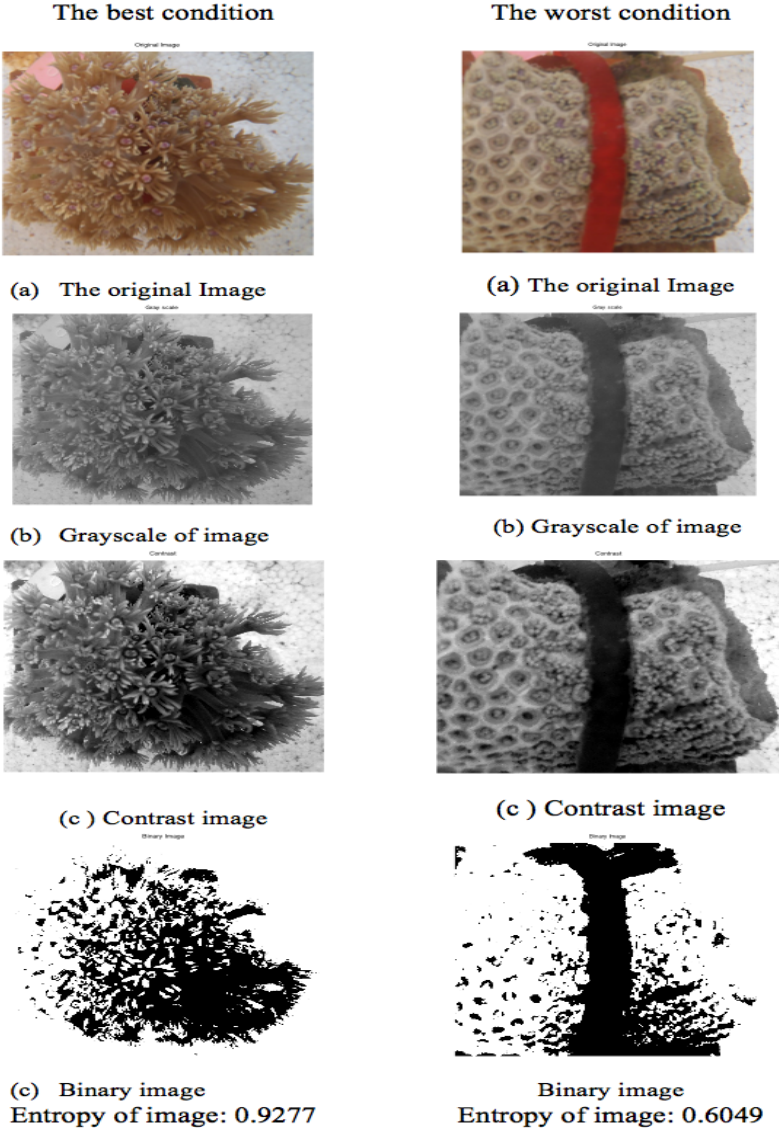 The best condition
Original Image
(a) The original Image
Gray scale
(b) Grayscale of image
Contrast
(c ) Contrast image
Binary Image
(c) Binary image
Entropy of image: 0.9277
The worst condition
Original Image
(a) The original Image
Gray scale
(b) Grayscale of image
Contrast
(c ) Contrast image
Binary Image
Binary image
Entropy of image: 0.6049